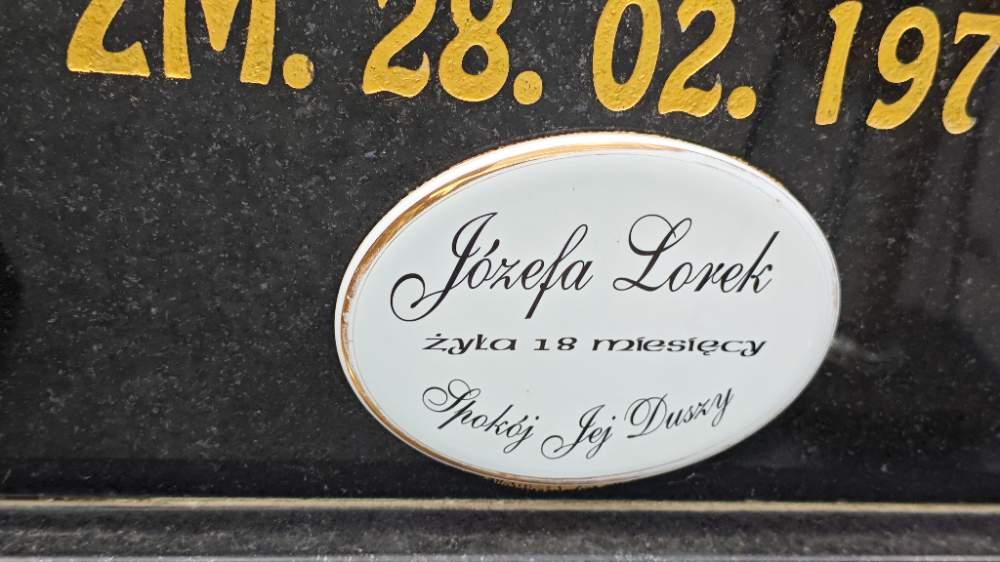 ZM. 28. 02. 197
Józefa Lorek
żyła 18 miesięcy
Spokój Jej Duszy